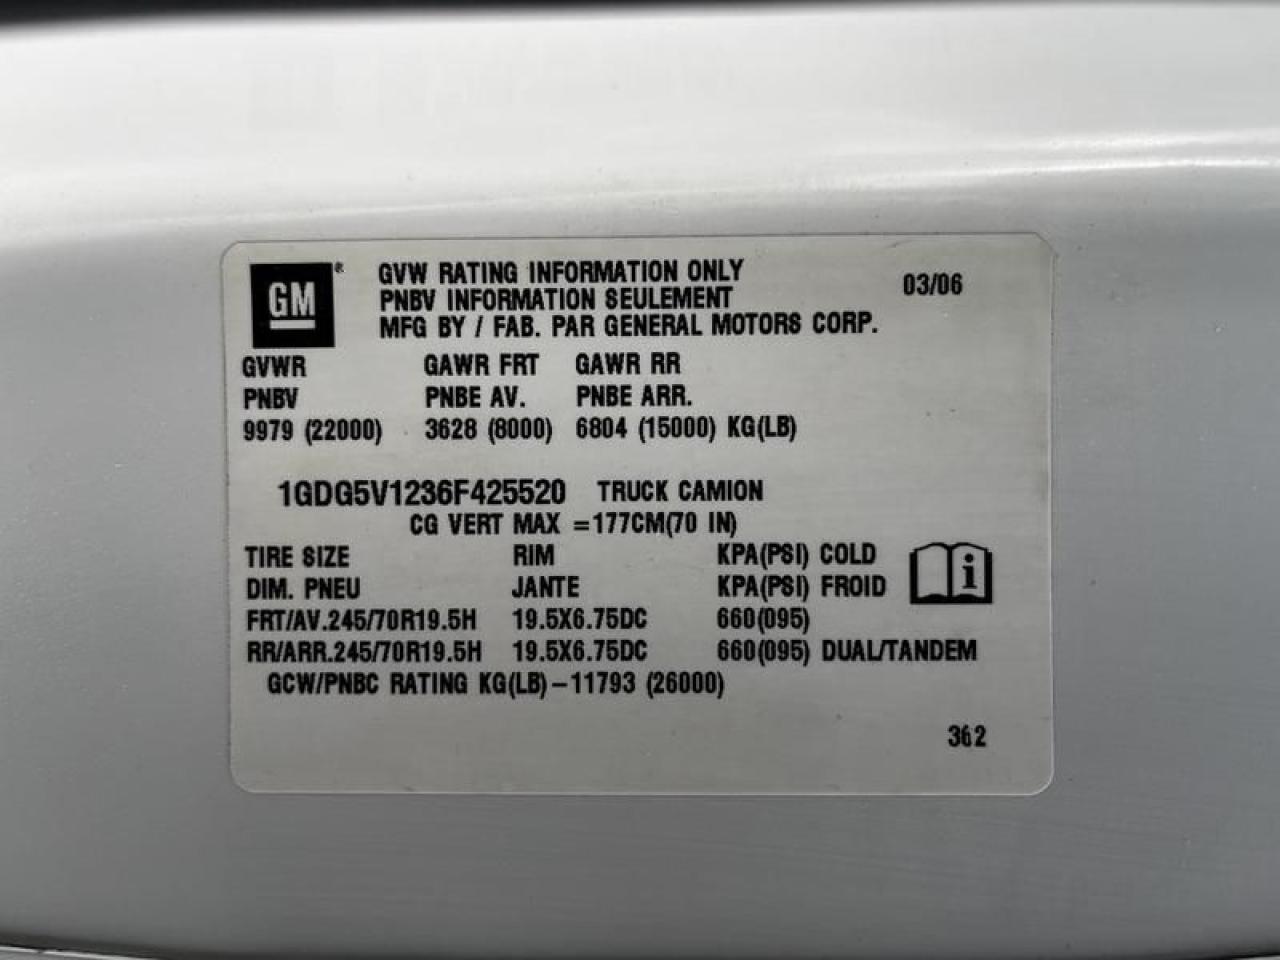 GM®
GVW RATING INFORMATION ONLY 03/06
PNBV INFORMATION SEULEMENT
MFG BY / FAB. PAR GENERAL MOTORS CORP.
GVWR GAWR FRT GAWR RR
PNBV PNBE AV. PNBE ARR.
9979 (22000) 3628 (8000) 6804 (15000) KG(LB)
1GDG5V1236F425520 TRUCK CAMION
CG VERT MAX =177CM(70 IN)
TIRE SIZE RIM KPA(PSI) COLD
DIM. PNEU JANTE KPA(PSI) FROID
FRT/AV.245/70R19.5H 19.5X6.75DC 660(095)
RR/ARR.245/70R19.5H 19.5X6.75DC 660(095) DUAL/TANDEM
GCW/PNBC RATING KG(LB)-11793 (26000)
362